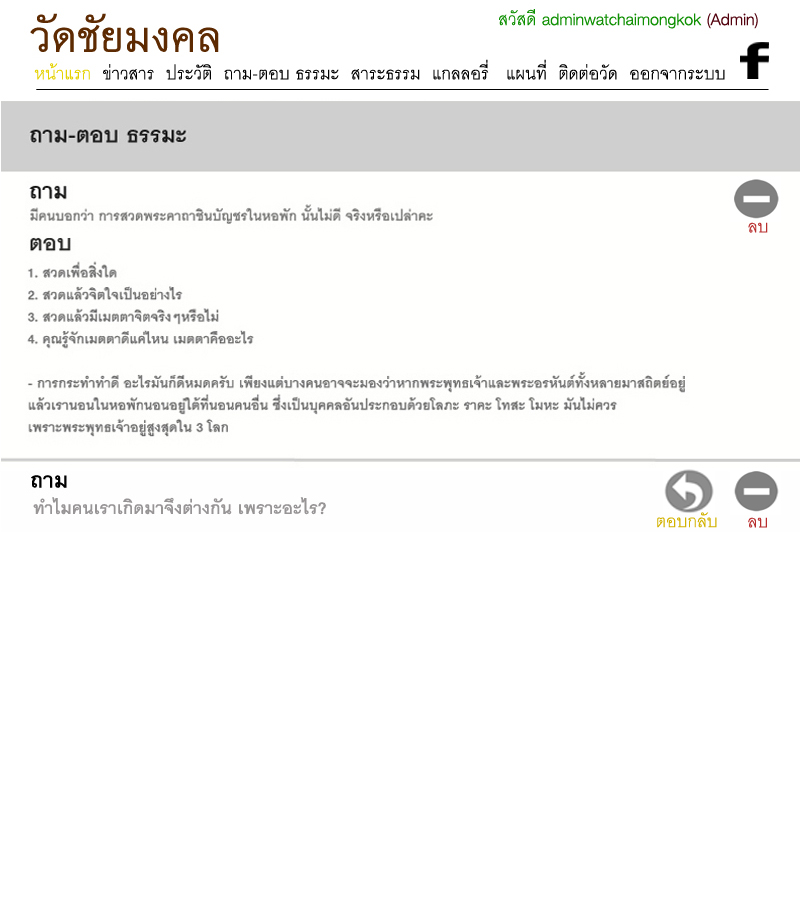 สวัสดี adminwatchaimongkok (Admin)
วัดชัยมงคล
หน้าแรก ข่าวสาร ประวัติ ถาม-ตอบ ธรรมะ สาระธรรม แกลลอรี่ แผนที่ ติดต่อวัด ออกจากระบบ
f
ถาม-ตอบ ธรรมะ
ถาม
มีคนบอกว่า การสวดพระคาถาชินบัญชรในหอพัก นั้นไม่ดี จริงหรือเปล่าคะ
ลบ
ตอบ
1. สวดเพื่อสิ่งใด
2. สวดแล้วจิตใจเป็นอย่างไร
3. สวดแล้วมีเมตตาจิตจริงๆหรือไม่
4. คุณรู้จักเมตตาดีแค่ไหน เมตตาคืออะไร
- การกระทำทำดี อะไรมันก็ดีหมดครับ เพียงแต่บางคนอาจจะมองว่าหากพระพุทธเจ้าและพระอรหันต์ทั้งหลายมาสถิตย์อยู่
แล้วเรานอนในหอพักนอนอยู่ใต้ที่นอนคนอื่น ซึ่งเป็นบุคคลอันประกอบด้วยโลภะ ราคะ โทสะ โมหะ มันไม่ควร
เพราะพระพุทธเจ้าอยู่สูงสุดใน 3 โลก
ถาม
ทำไมคนเราเกิดมาจึงต่างกัน เพราะอะไร?
ตอบกลับ ลบ